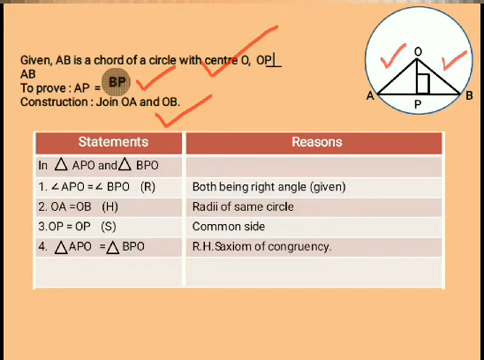 Given, AB is a chord of a circle with centre O, OP⊥
AB
To prove : AP = BP
Construction : Join OA and OB.
O
A
P
B
Statements Reasons
In △ APO and △ BPO
1. ∠ APO =∠ BPO (R) Both being right angle (given)
2. OA =OB (H) Radii of same circle
3.OP = OP (S) Common side
4. △ APO = △ BPO R.H.Saxiom of congruency.